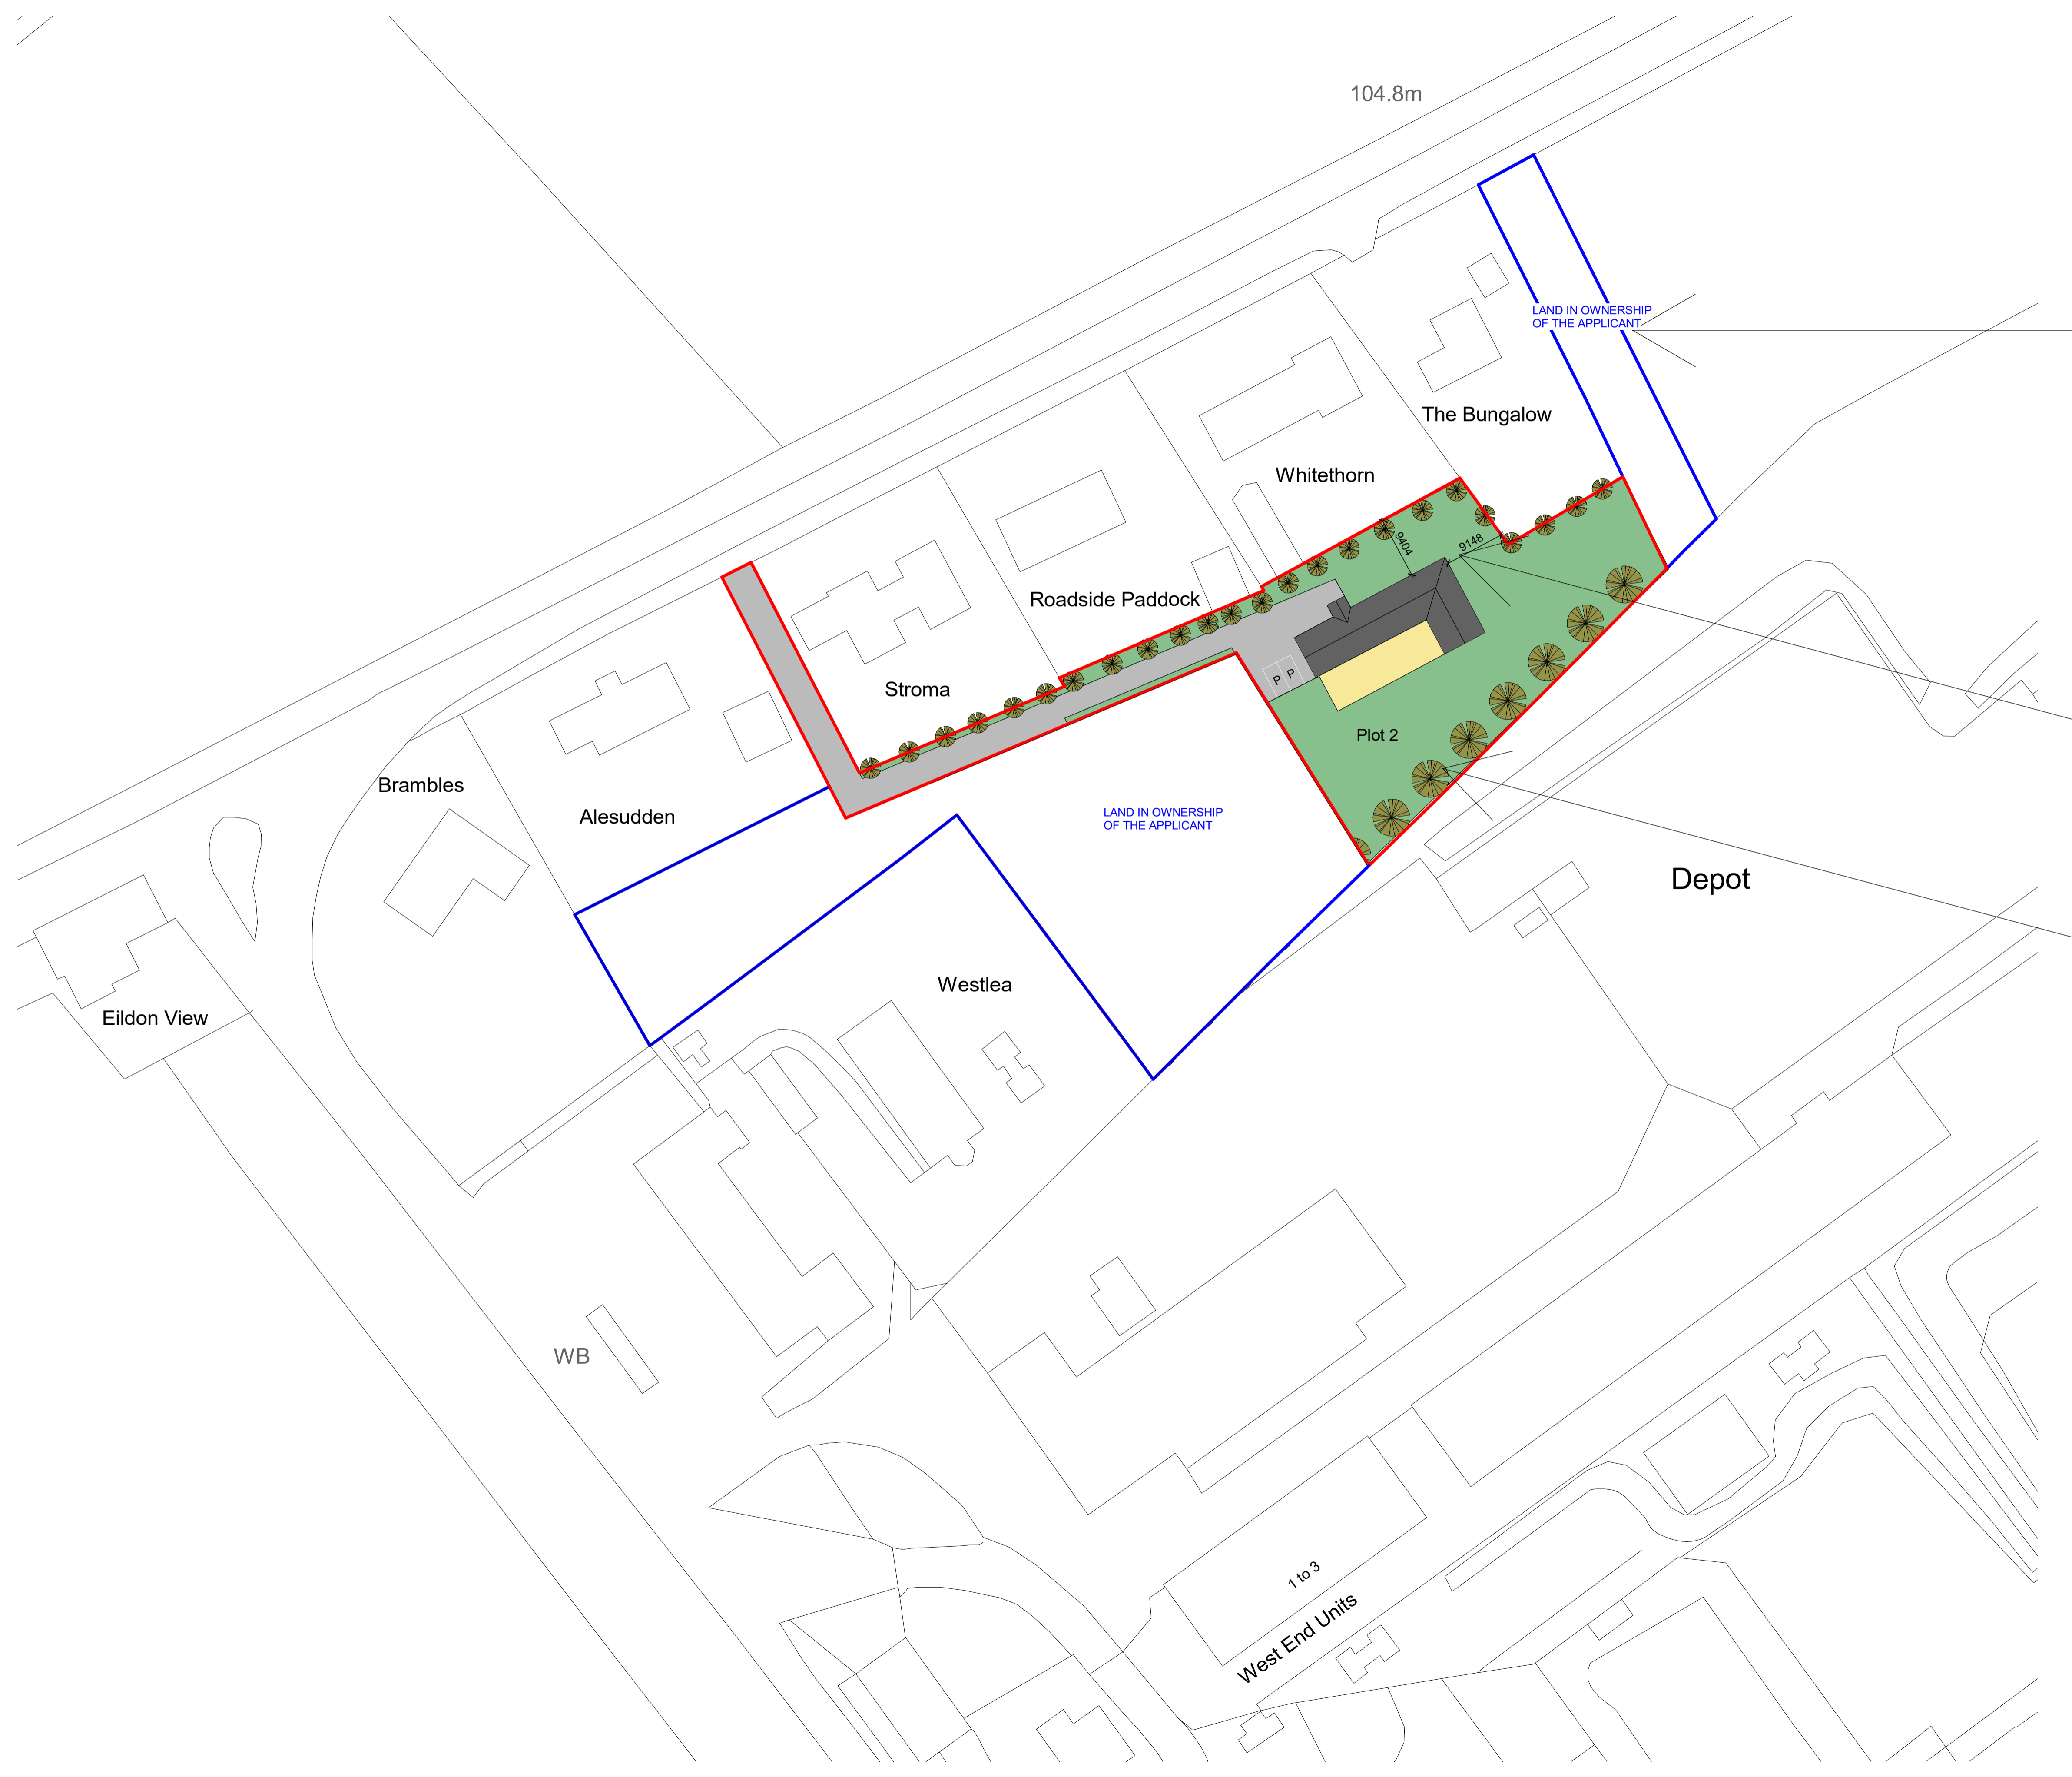 104.8m
LAND IN OWNERSHIP
OF THE APPLICANT
The Bungalow
Whitethorn
9404
9148
Roadside Paddock
Stroma
P P
Plot 2
Brambles
Alesudden
LAND IN OWNERSHIP
OF THE APPLICANT
Depot
Westlea
Eildon View
WB
1 to 3
West End Units